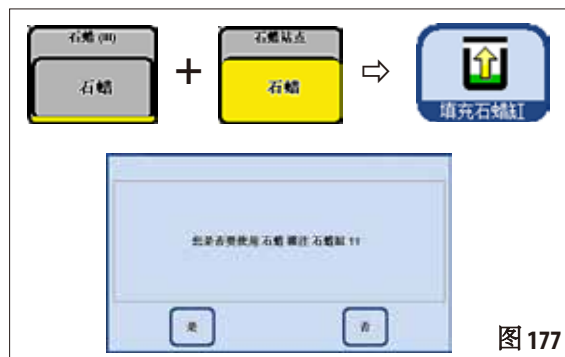 石蜡 (III)
石蜡
+
石蜡站点
石蜡
⇨
填充石蜡缸
您是否要使用 石蜡 灌注 石蜡缸 1?
是
否
图 177